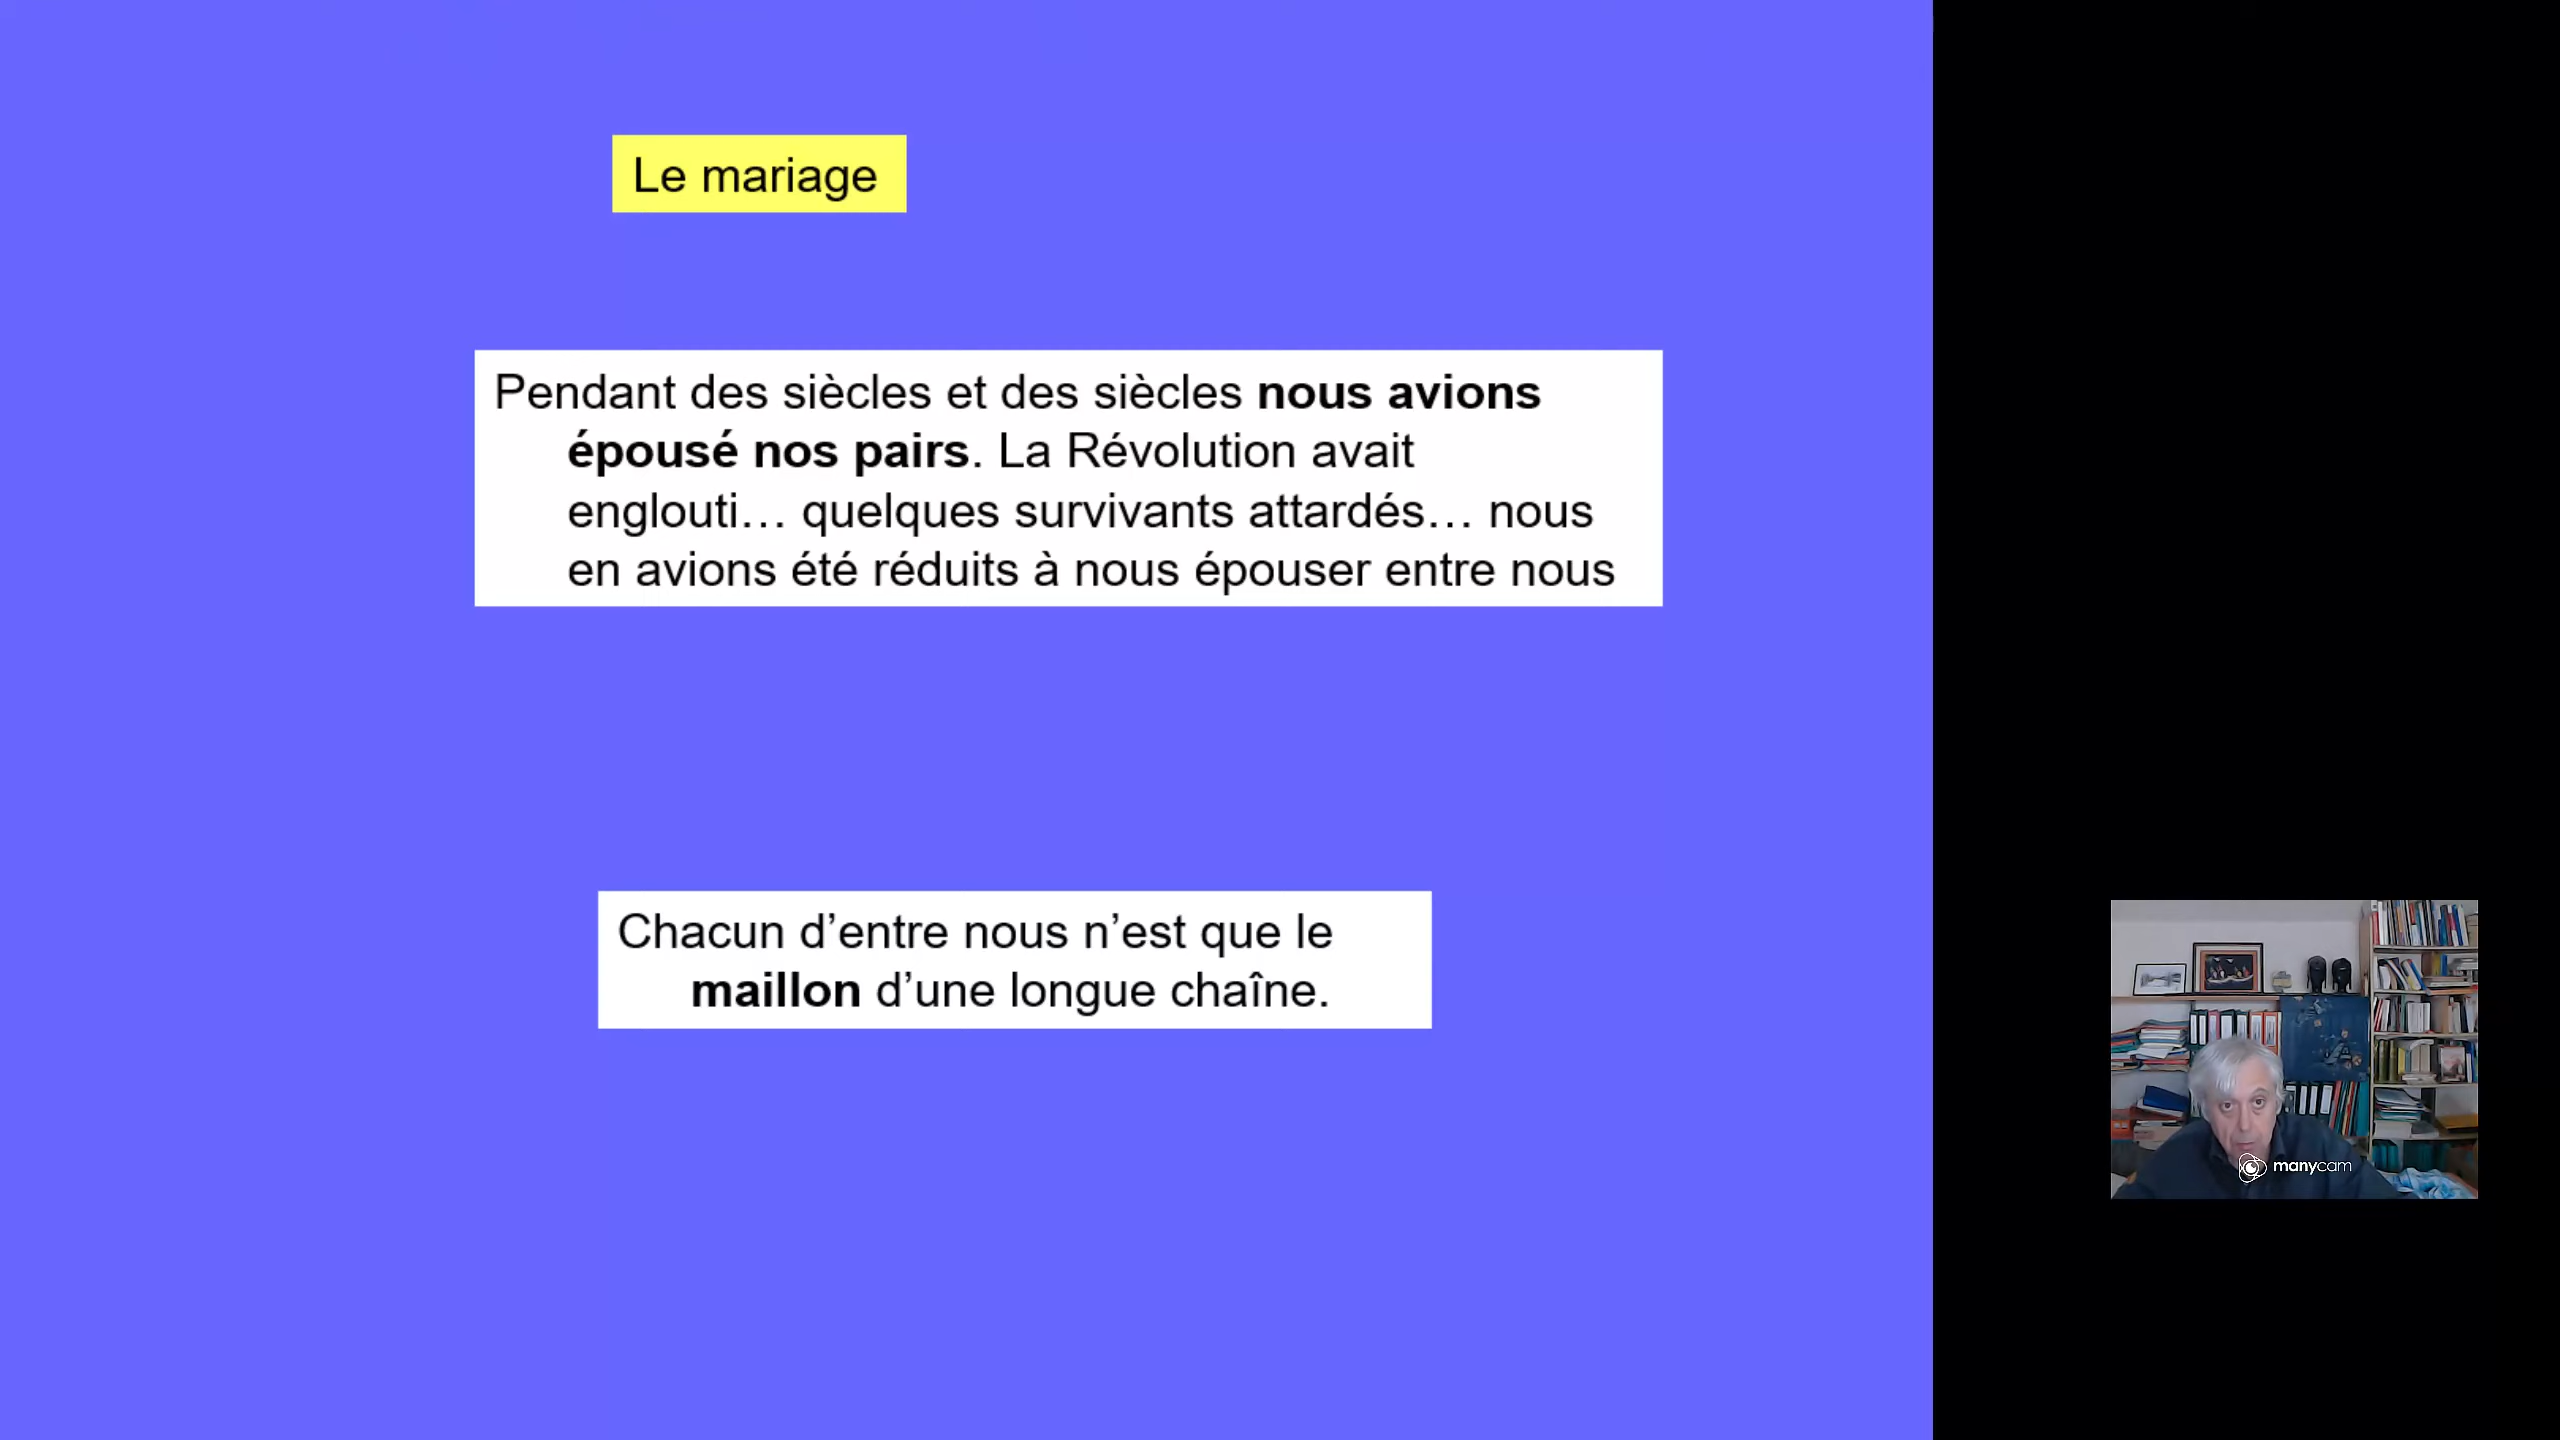 Le mariage
Pendant des siècles et des siècles nous avions
épousé nos pairs. La Révolution avait
englouti… quelques survivants attardés… nous
en avions été réduits à nous épouser entre nous
Chacun d’entre nous n’est que le
maillon d’une longue chaîne.
manycam